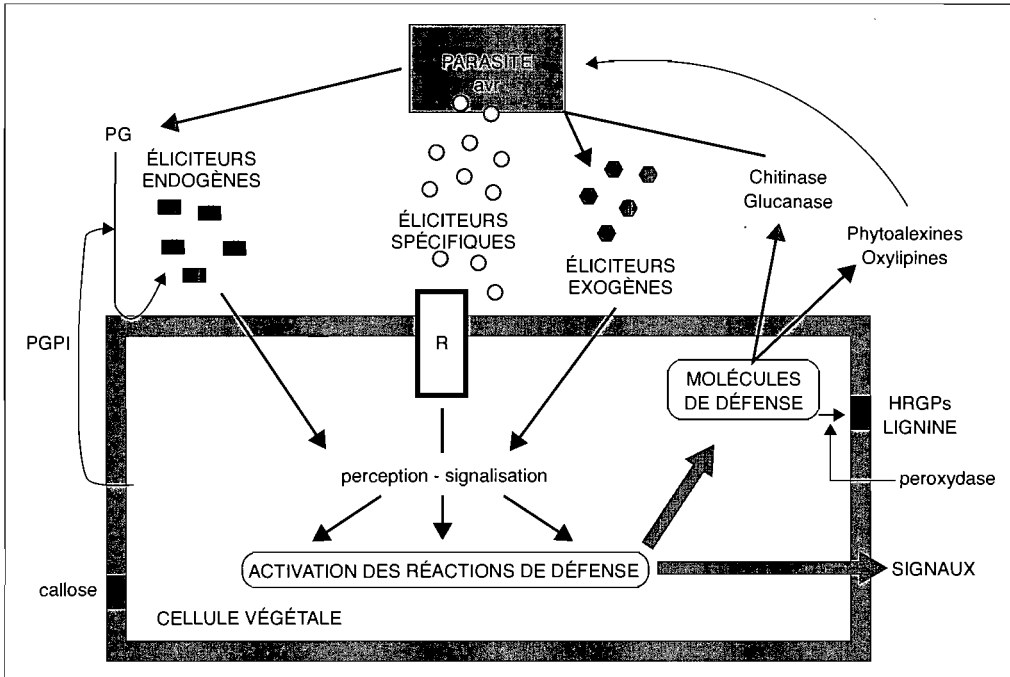 PARASITE
avr
PG
ÉLICITEURS
ENDOGÈNES
ÉLICITEURS
SPÉCIFIQUES
ÉLICITEURS
EXOGÈNES
Chitinase
Glucanase
Phytoalexines
Oxylipines
PGPI
R
MOLÉCULES
DE DÉFENSE
HRGPs
LIGNINE
perception - signalisation
peroxydase
ACTIVATION DES RÉACTIONS DE DÉFENSE
SIGNAUX
callose
CELLULE VÉGÉTALE